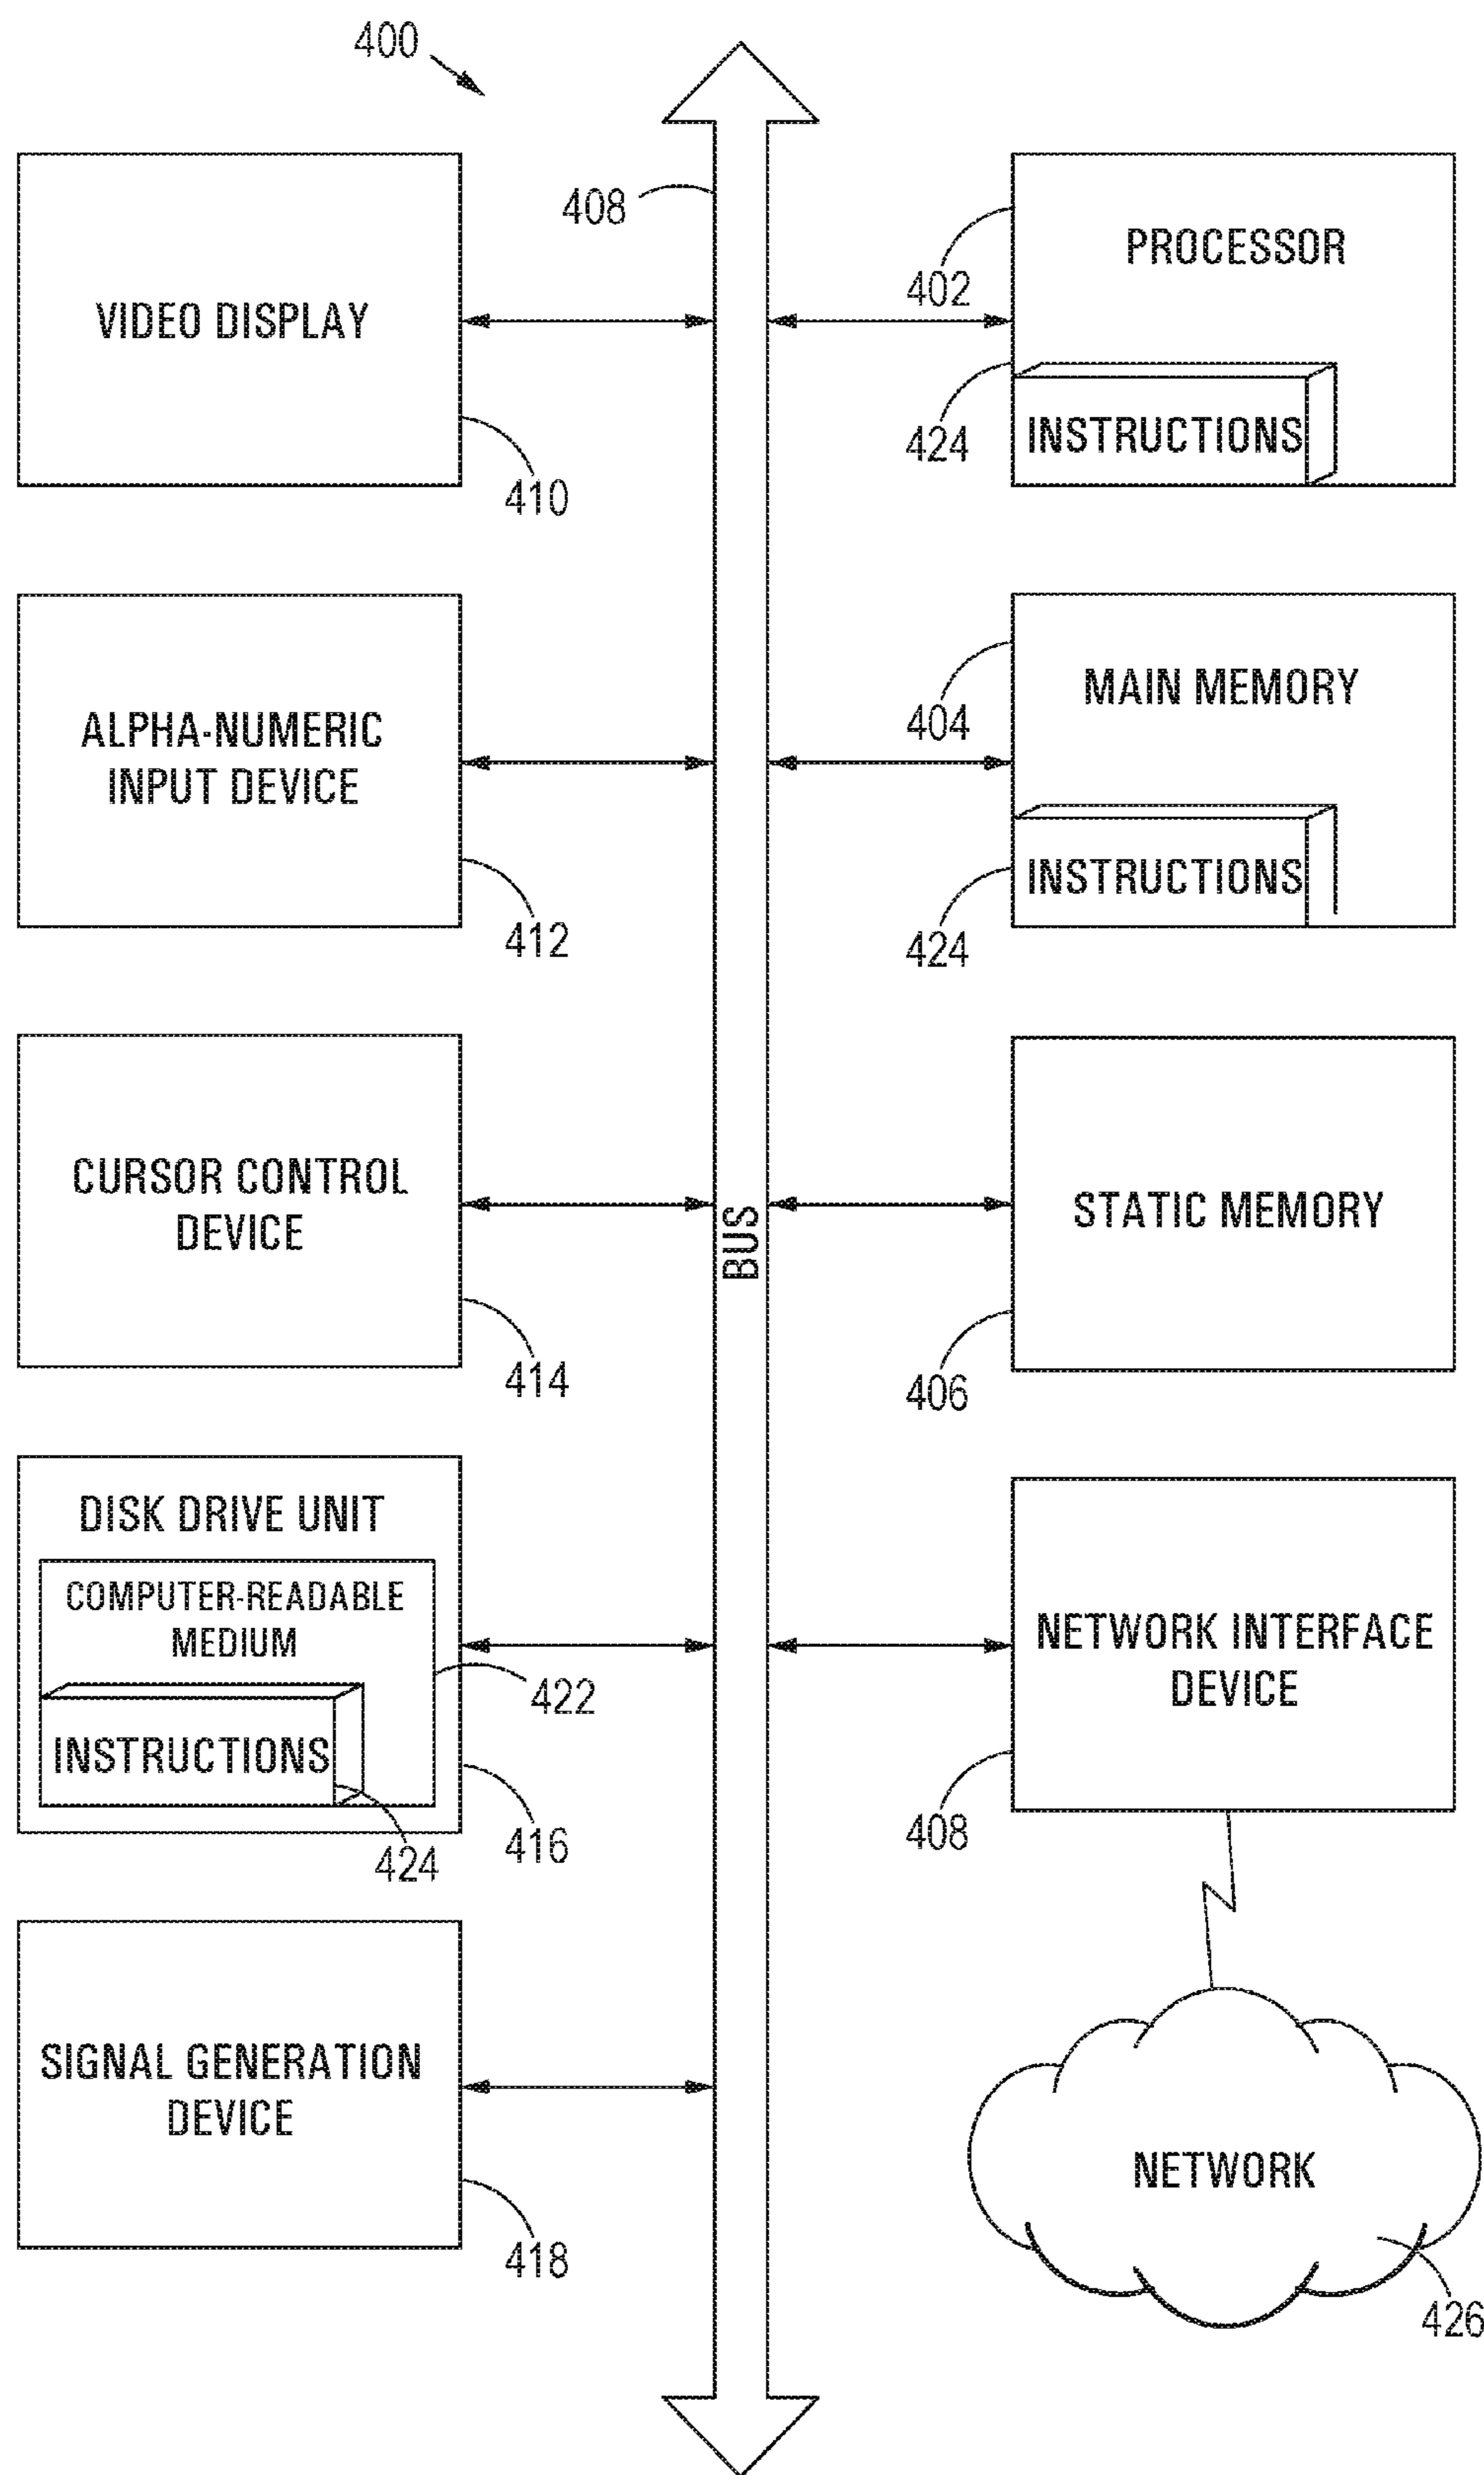 400
408
402
PROCESSOR
VIDEO DISPLAY
424
INSTRUCTIONS
410
404
MAIN MEMORY
ALPHA-NUMERIC
INPUT DEVICE
INSTRUCTIONS
412
424
CURSOR CONTROL
DEVICE
BUS
STATIC MEMORY
414
406
DISK DRIVE UNIT
COMPUTER-READABLE
MEDIUM
422
INSTRUCTIONS
424
416
NETWORK INTERFACE
DEVICE
408
SIGNAL GENERATION
DEVICE
418
NETWORK
426